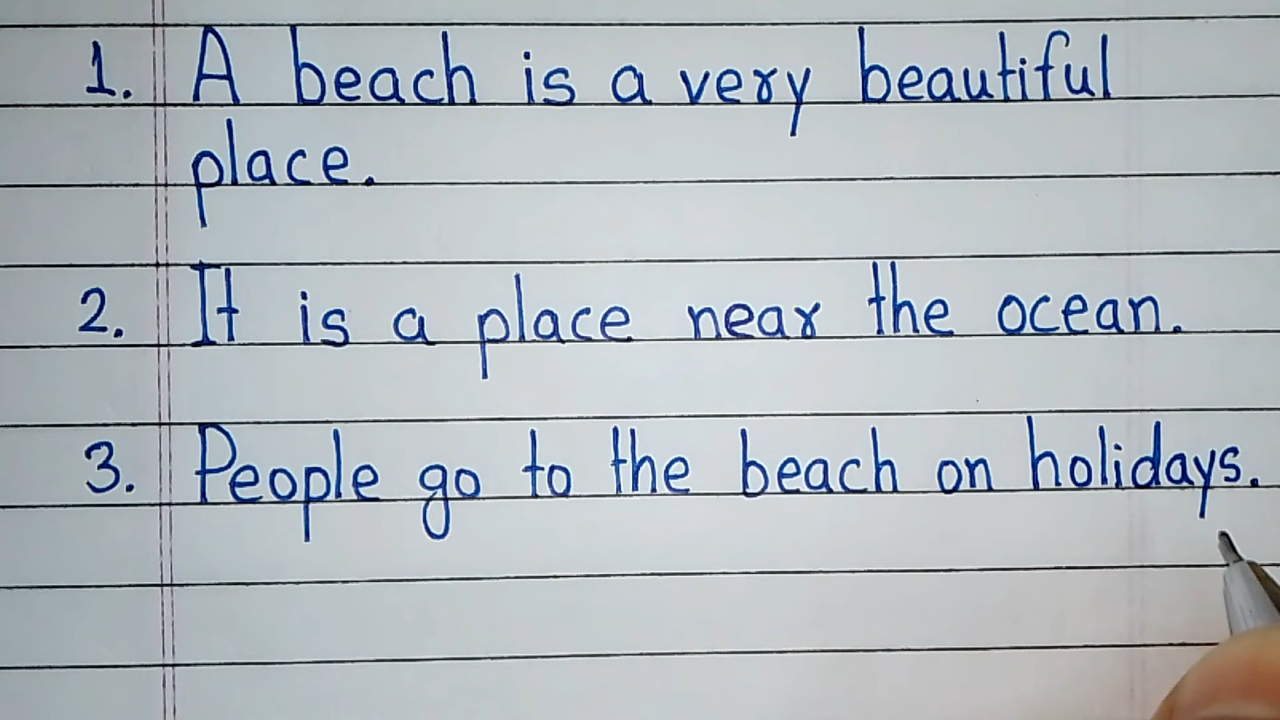 1. A beach is a very beautiful
place.
2. It is a place near the ocean.
3. People go to the beach on holidays.